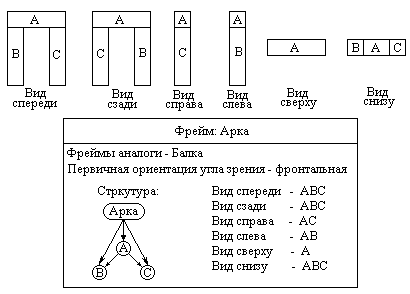 A A A A A B A C
B C C B C B
Вид спереди
Вид сзади
Вид справа
Вид слева
Вид сверху
Вид снизу
Фрейм: Арка
Фреймы аналоги - Балка
Первичная ориентация угла зрения - фронтальная
Стркутура:
Арка
A
B C
Вид спереди - ABC
Вид сзади - ABC
Вид справа - AC
Вид слева - AB
Вид сверху - A
Вид снизу - ABC